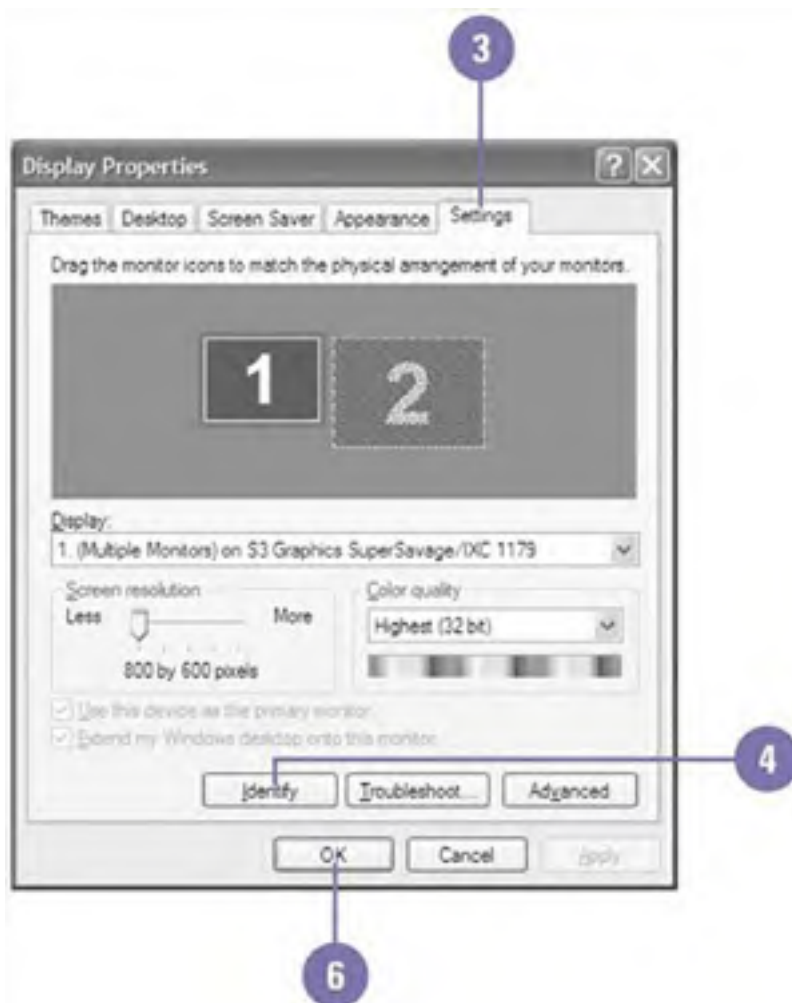 3
Display Properties
Themes Desktop Screen Saver Appearance Settings
Drag the monitor icons to match the physical arrangement of your monitors.
1 2
Display:
1. (Multiple Monitors) on S3 Graphics SuperSavage/IXC 1179
Screen resolution
Less More
800 by 600 pixels
Color quality
Highest (32 bit)
Use this device as the primary monitor.
Extend my Windows desktop onto this monitor.
4
Identify Troubleshoot... Advanced
OK Cancel Apply
6